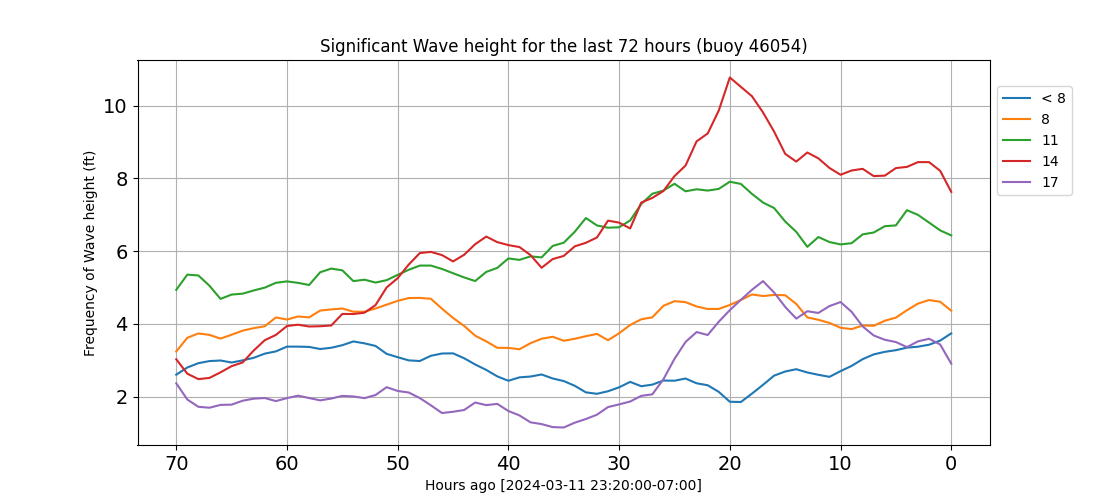 Significant Wave height for the last 72 hours (buoy 46054)
Frequency of Wave height (ft)
10
8
6
4
2
70 60 50 40 30 20 10 0
Hours ago [2024-03-11 23:20:00-07:00]
< 8
8
11
14
17